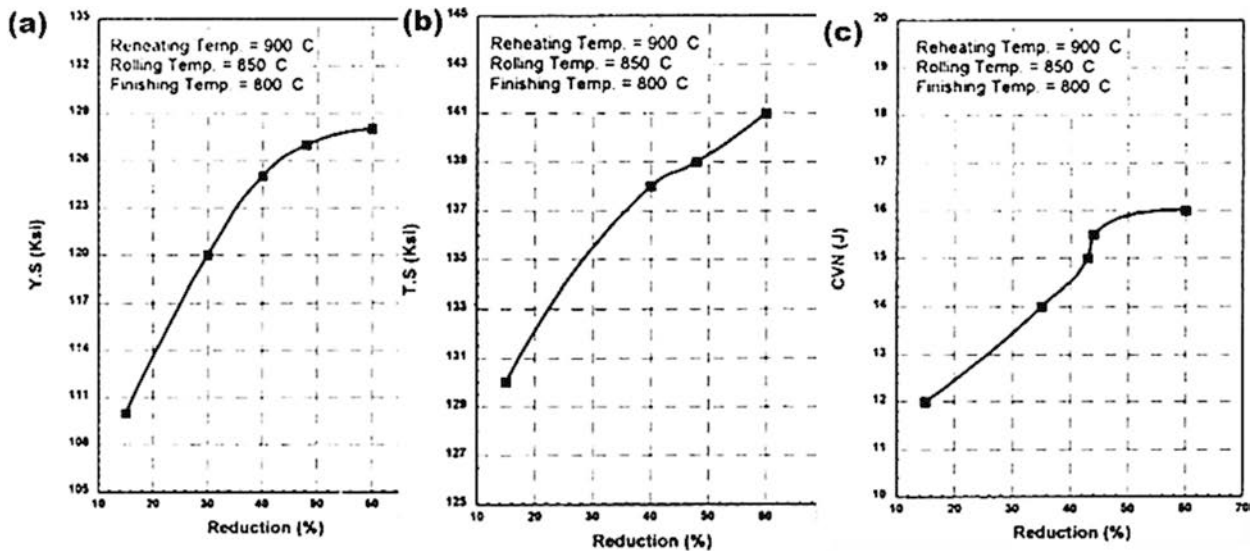 (a)
135
132
129
126
123
120
117
114
110
108
105
Y.S (Ksi)
Reheating Temp. = 900 C
Rolling Temp. = 850 C
Finishing Temp. = 800 C
10 20 30 40 50 60
Reduction (%)
(b)
145
143
141
139
137
135
133
131
129
127
125
T.S (Ksi)
Reheating Temp. = 900 C
Rolling Temp. = 850 C
Finishing Temp. = 800 C
10 20 30 40 50 60
Reduction (%)
(c)
20
19
18
17
16
15
14
13
12
11
10
CVN (J)
Reheating Temp. = 900 C
Rolling Temp. = 850 C
Finishing Temp. = 800 C
10 20 30 40 50 60 70
Reduction (%)